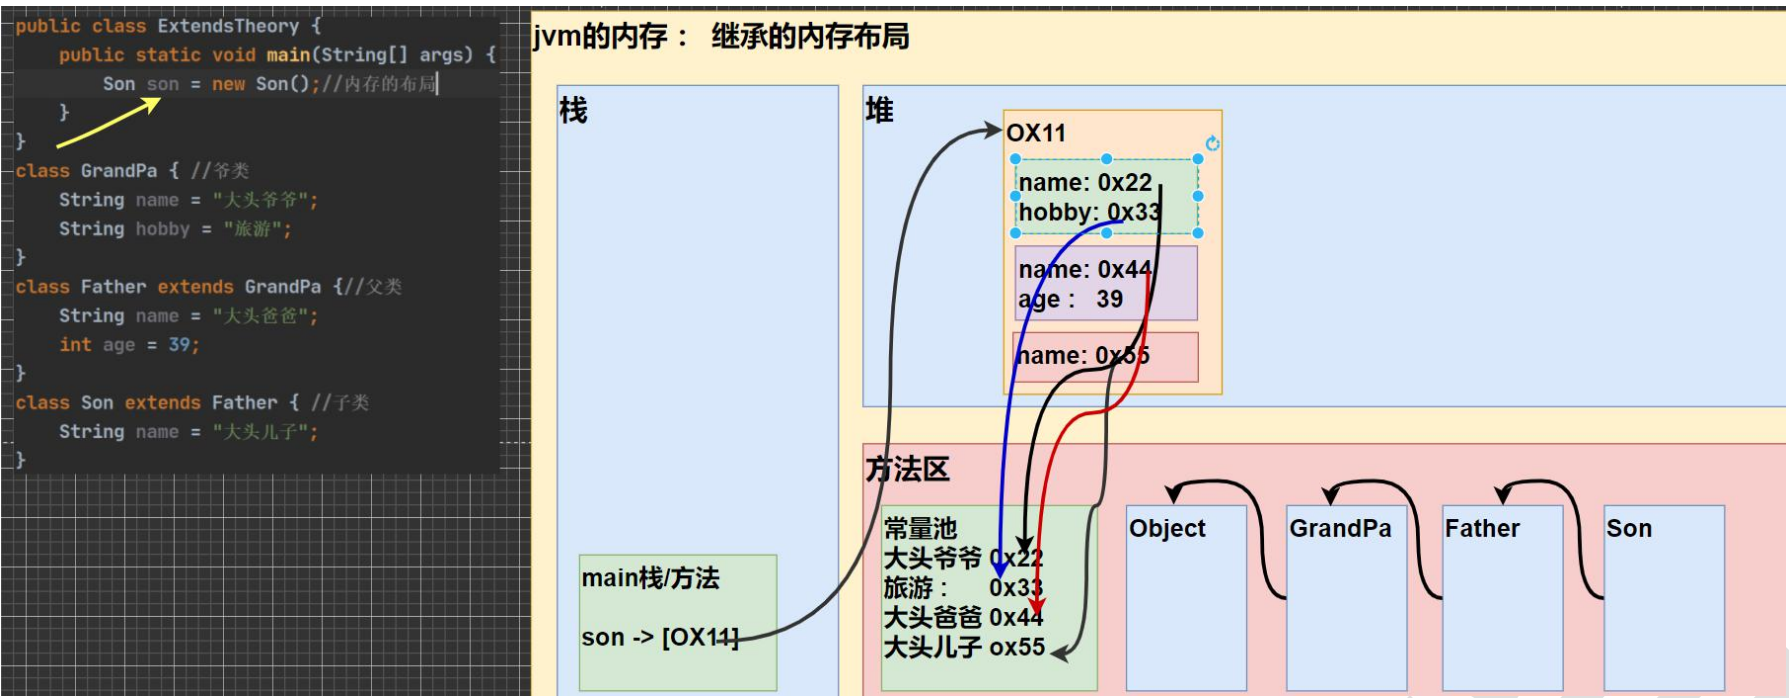 public class ExtendsTheory {
public static void main(String[] args) {
Son son = new Son();//内存的布局
}
}
class GrandPa { //爷类
String name = "大头爷爷";
String hobby = "旅游";
}
class Father extends GrandPa {//父类
String name = "大头爸爸";
int age = 39;
}
class Son extends Father { //子类
String name = "大头儿子";
}
jvm的内存： 继承的内存布局
栈
main栈/方法
son -> [OX11]
堆
OX11
name: 0x22
hobby: 0x33
name: 0x44
age： 39
name: 0x55
方法区
常量池
大头爷爷 0x22
旅游： 0x33
大头爸爸 0x44
大头儿子 ox55
Object
GrandPa
Father
Son